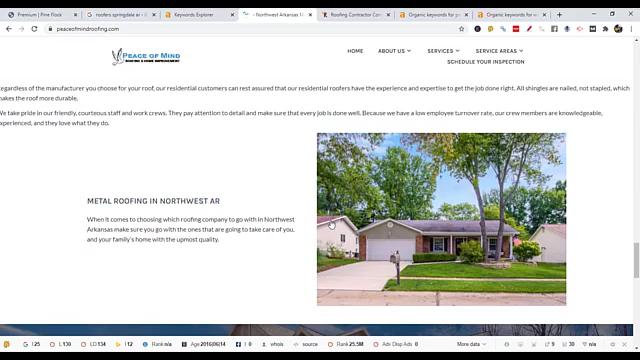 Premium | Pine Flock
roofers springdale ar
Keywords Explorer
- Northwest Arkansas
Roofing Contractor Con
Organic keywords for
Organic keywords for
peaceofmindroofing.com
PEACE OF MIND
ROOFING & HOME IMPROVEMENT
HOME ABOUT US SERVICES SERVICE AREAS
SCHEDULE YOUR INSPECTION
egardless of the manufacturer you choose for your roof, our residential customers can rest assured that our residential roofers have the experience and expertise to get the job done right. All shingles are nailed, not stapled, which
makes the roof more durable.
We take pride in our friendly, courteous staff and work crews. They pay attention to detail and make sure that every job is done well. Because we have a low employee turnover rate, our crew members are knowledgeable,
experienced, and they love what they do.
METAL ROOFING IN NORTHWEST AR
When it comes to choosing which roofing company to go with in Northwest
Arkansas make sure you go with the ones that are going to take care of you,
and your family's home with the upmost quality.
I 25 L 130 LD 134 I 12 Rank n/a Age 2016|06|14 I 0 whois source Rank 25.5M Adv Disp Ads 0 More data 9 30 n/a